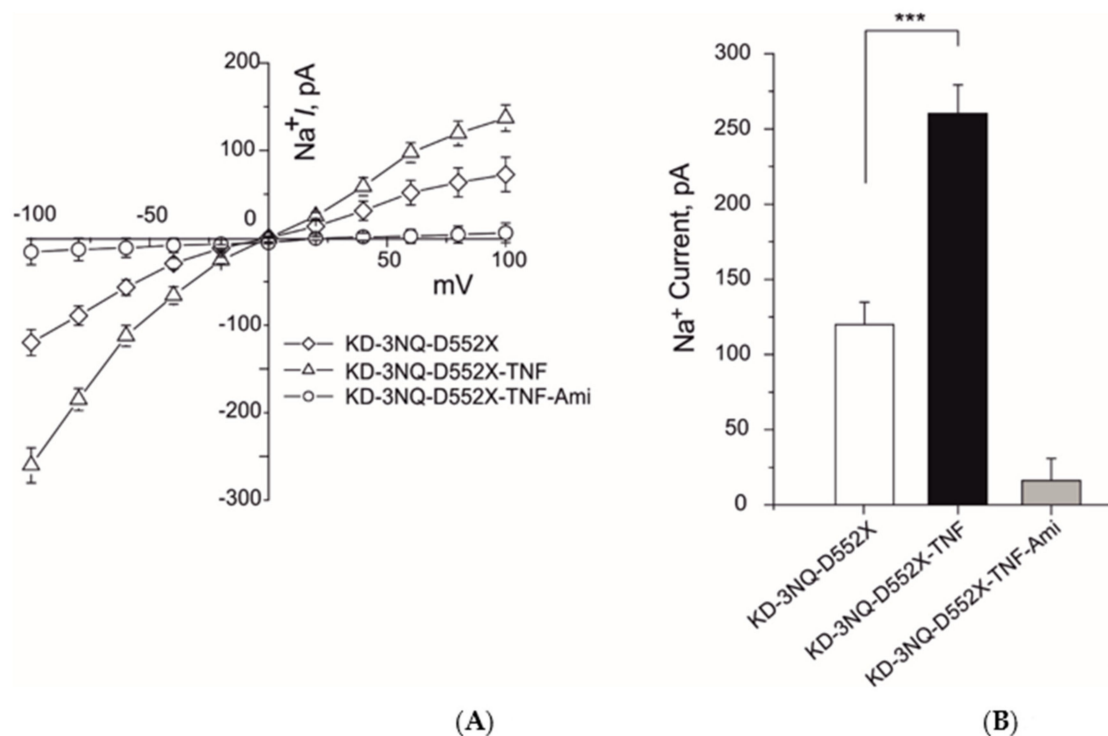 200
Na⁺I, pA
100
-100
-50
0
0
50
100
mV
-100
-200
-300
KD-3NQ-D552X
KD-3NQ-D552X-TNF
KD-3NQ-D552X-TNF-Ami
(A)
***
300
250
200
150
100
50
0
Na⁺ Current, pA
KD-3NQ-D552X
KD-3NQ-D552X-TNF
KD-3NQ-D552X-TNF-Ami
(B)